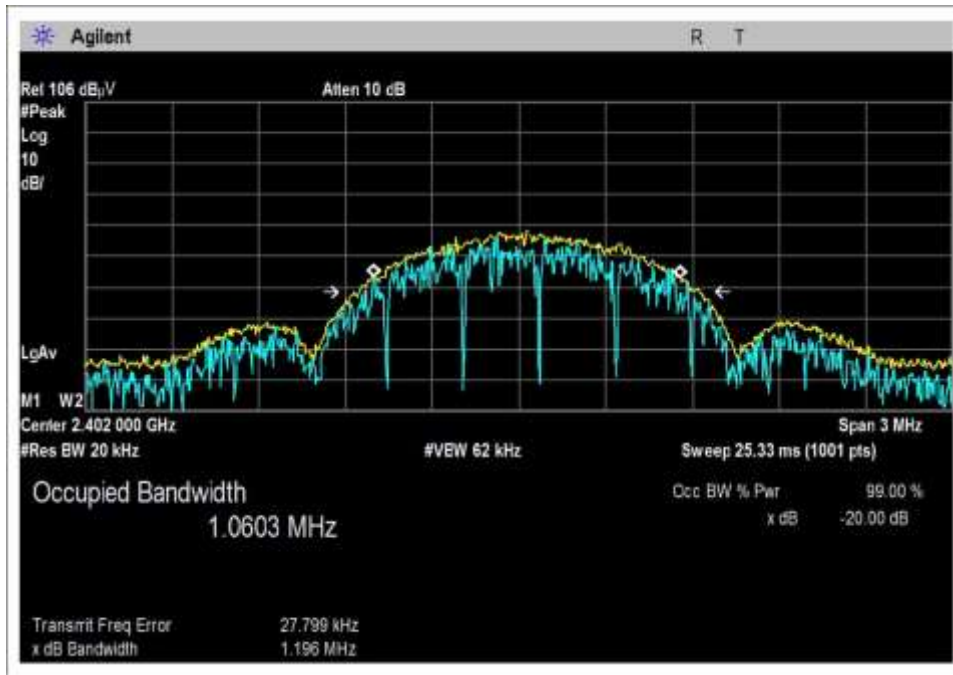 Agilent R T
Ref 106 dBµV Atten 10 dB
#Peak
Log
10
dB/
LgAv
M1 W2
Center 2.402 000 GHz Span 3 MHz
#Res BW 20 kHz #VBW 62 kHz Sweep 25.33 ms (1001 pts)
Occupied Bandwidth Occ BW % Pwr 99.00 %
1.0603 MHz x dB -20.00 dB
Transmit Freq Error 27.799 kHz
x dB Bandwidth 1.196 MHz